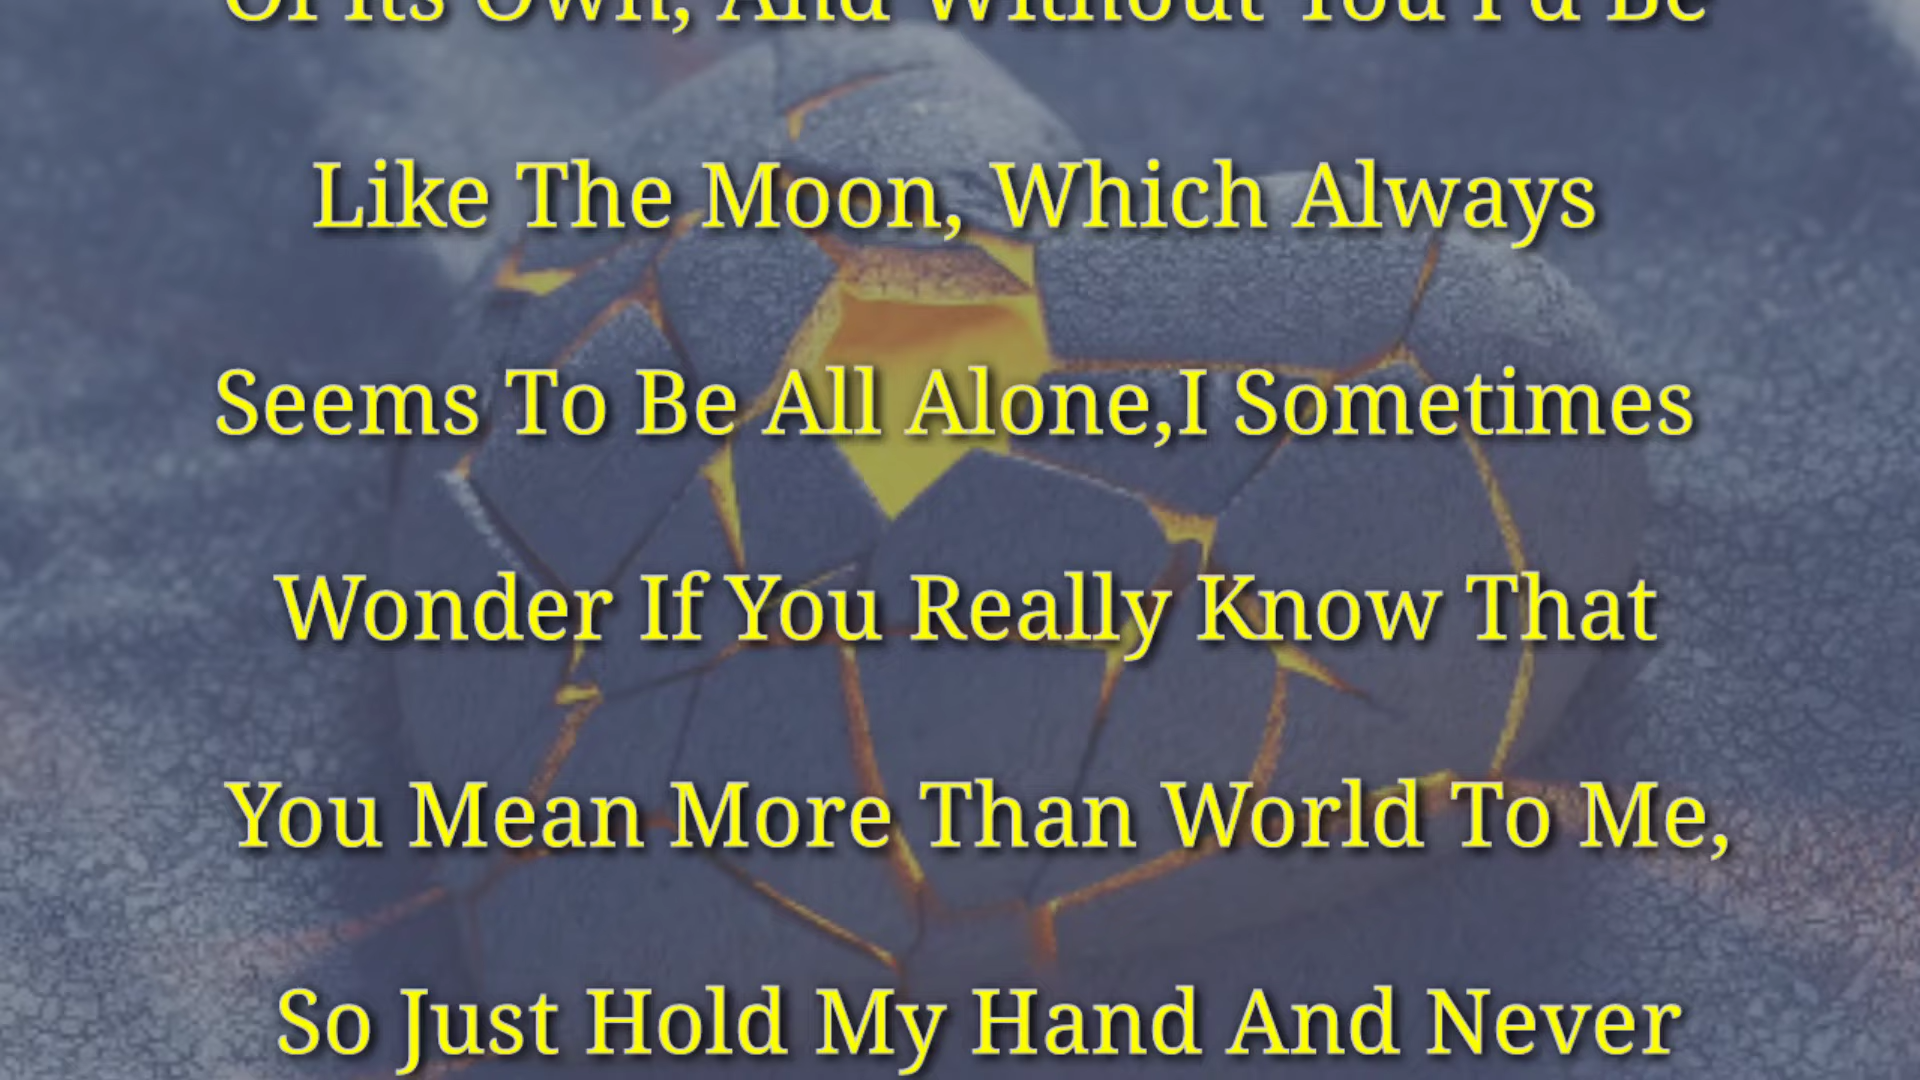 Of Its Own, And Without You I'd Be
Like The Moon, Which Always
Seems To Be All Alone,I Sometimes
Wonder If You Really Know That
You Mean More Than World To Me,
So Just Hold My Hand And Never